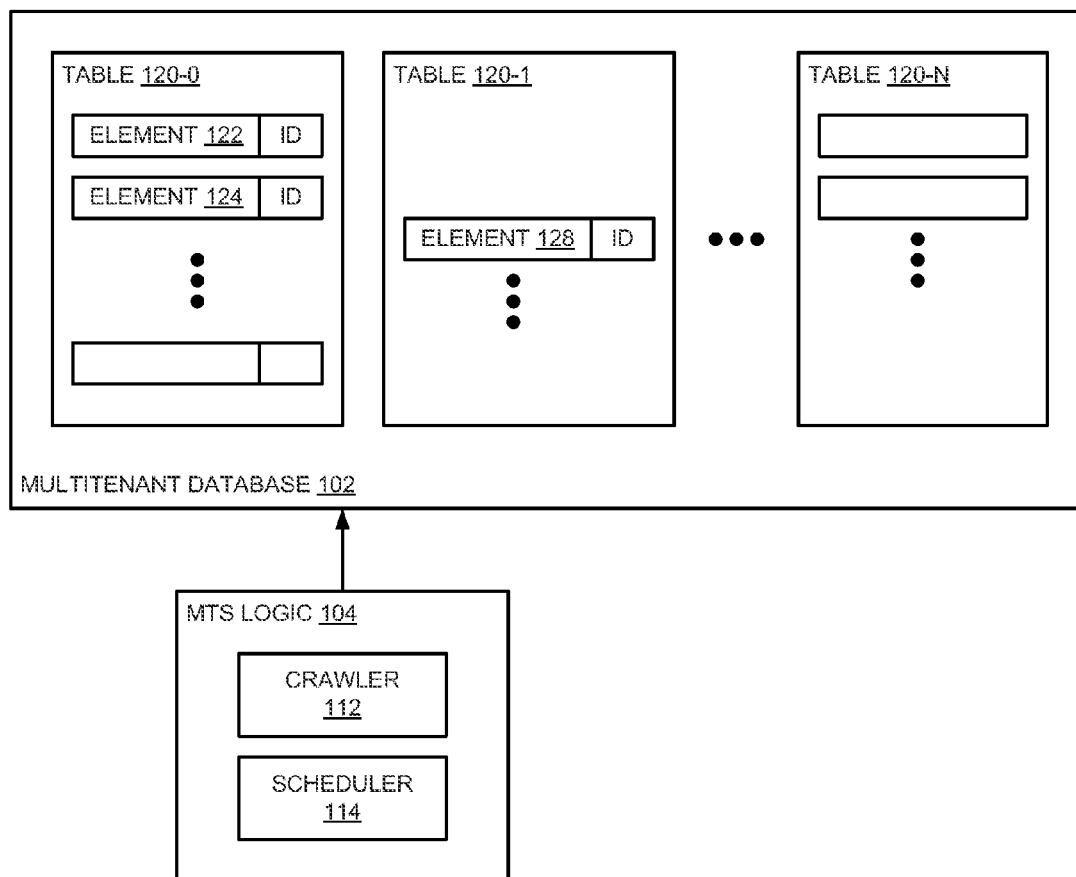 TABLE 120-0
ELEMENT 122 ID
ELEMENT 124 ID
TABLE 120-1
ELEMENT 128 ID
TABLE 120-N
MULTITENANT DATABASE 102
MTS LOGIC 104
CRAWLER
112
SCHEDULER
114